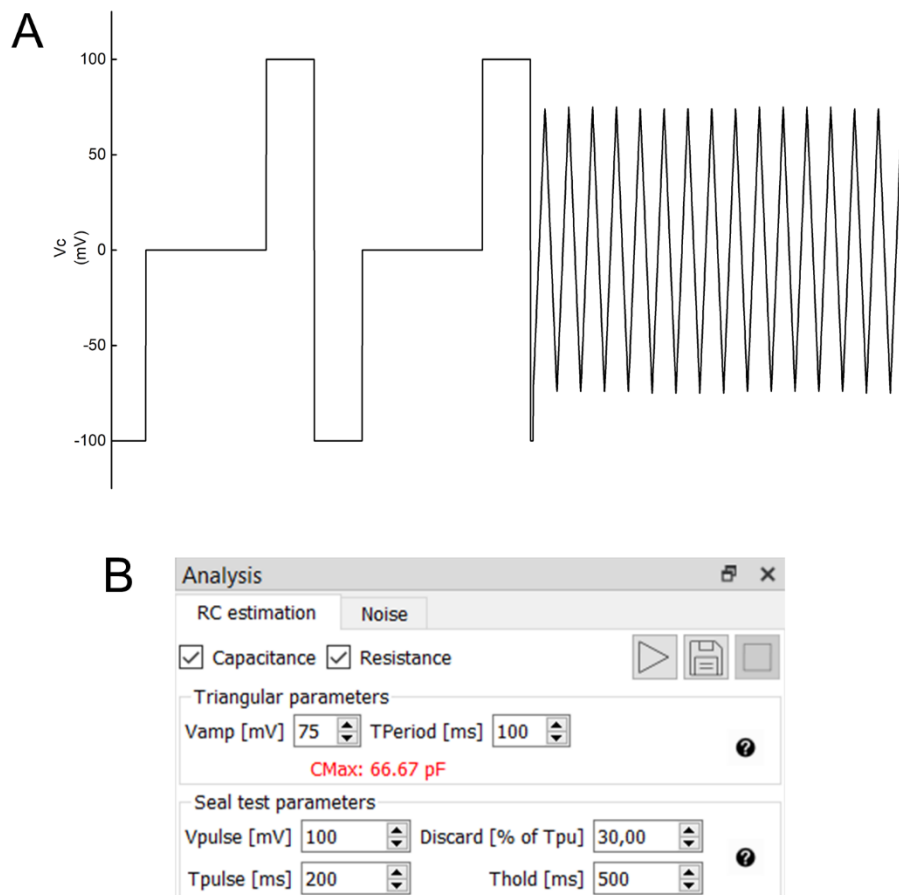 A
100
50
Vc
(mV)
0
-50
-100
B
Analysis
RC estimation Noise
Capacitance Resistance
Triangular parameters
Vamp [mV] 75 TPeriod [ms] 100
CMax: 66.67 pF
Seal test parameters
Vpulse [mV] 100 Discard [% of Tpu] 30,00
Tpulse [ms] 200 Thold [ms] 500